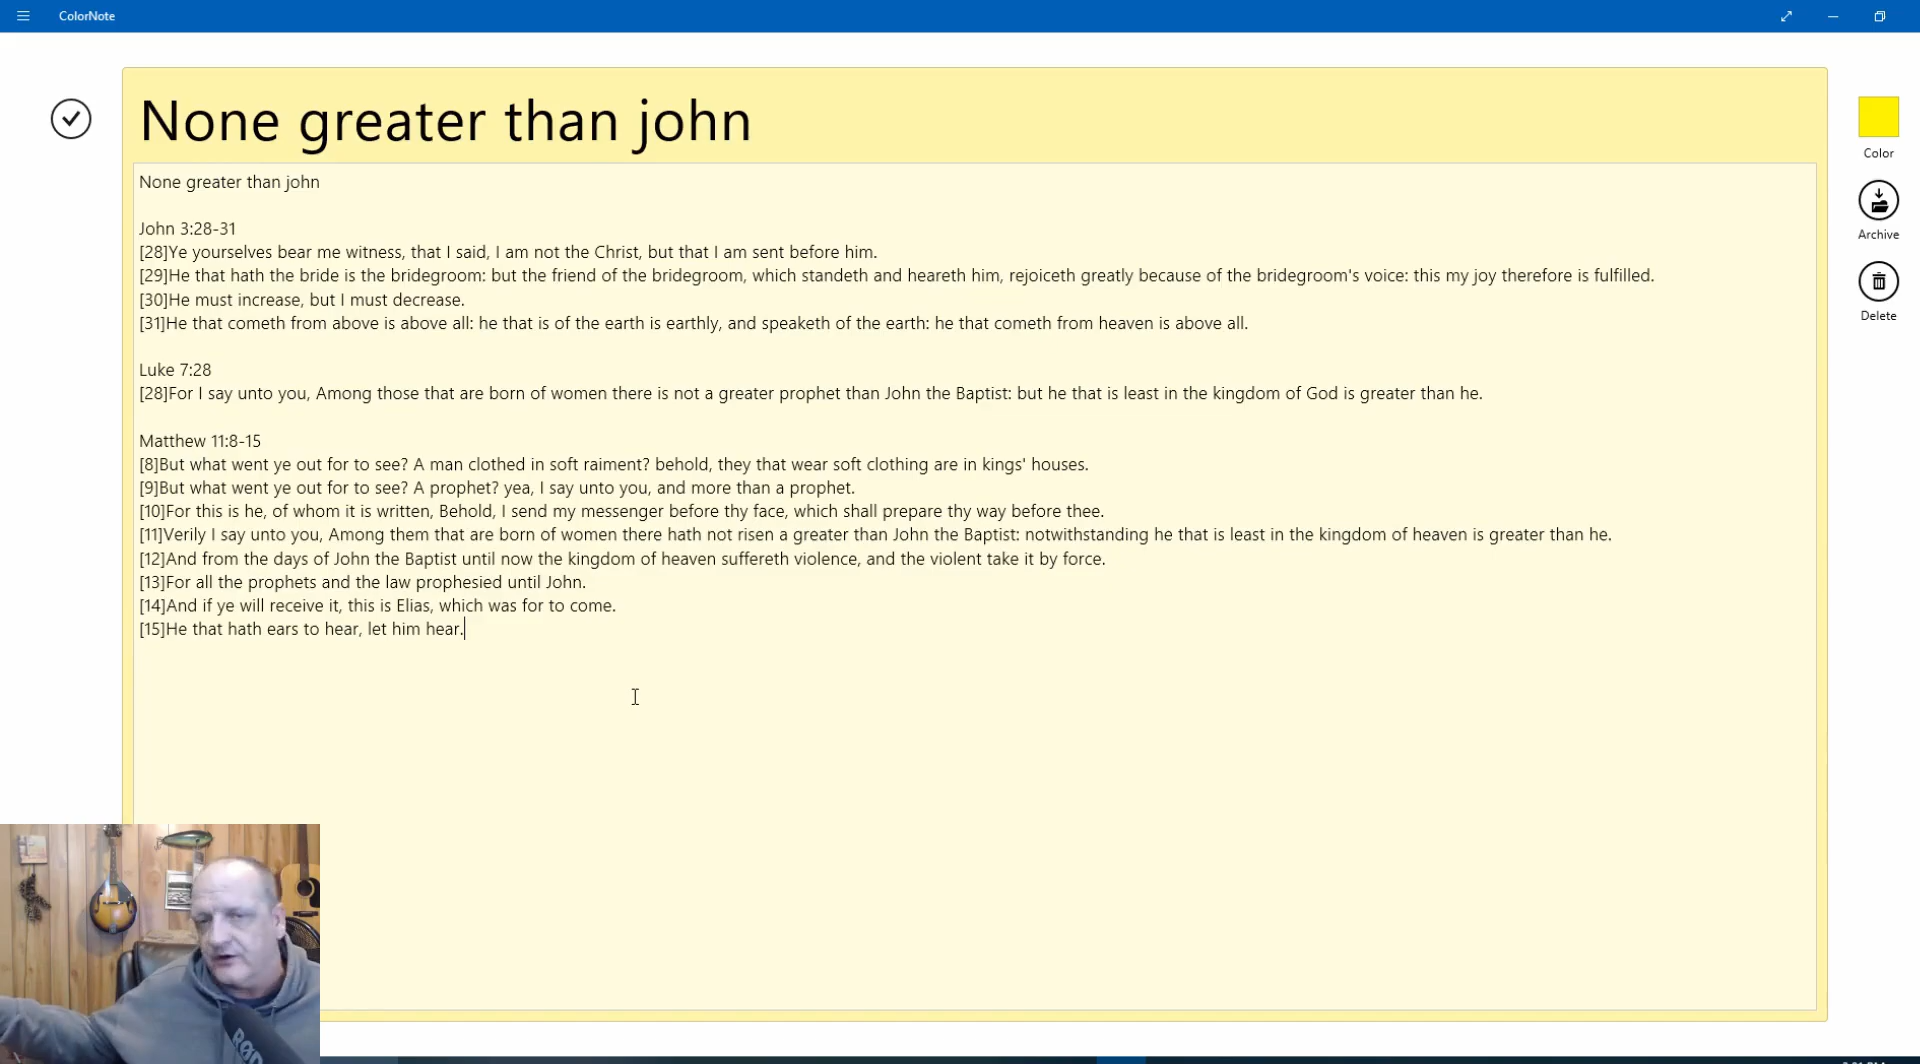 ColorNote
None greater than john
None greater than john
John 3:28-31
[28]Ye yourselves bear me witness, that I said, I am not the Christ, but that I am sent before him.
[29]He that hath the bride is the bridegroom: but the friend of the bridegroom, which standeth and heareth him, rejoiceth greatly because of the bridegroom's voice: this my joy therefore is fulfilled.
[30]He must increase, but I must decrease.
[31]He that cometh from above is above all: he that is of the earth is earthly, and speaketh of the earth: he that cometh from heaven is above all.
Luke 7:28
[28]For I say unto you, Among those that are born of women there is not a greater prophet than John the Baptist: but he that is least in the kingdom of God is greater than he.
Matthew 11:8-15
[8]But what went ye out for to see? A man clothed in soft raiment? behold, they that wear soft clothing are in kings' houses.
[9]But what went ye out for to see? A prophet? yea, I say unto you, and more than a prophet.
[10]For this is he, of whom it is written, Behold, I send my messenger before thy face, which shall prepare thy way before thee.
[11]Verily I say unto you, Among them that are born of women there hath not risen a greater than John the Baptist: notwithstanding he that is least in the kingdom of heaven is greater than he.
[12]And from the days of John the Baptist until now the kingdom of heaven suffereth violence, and the violent take it by force.
[13]For all the prophets and the law prophesied until John.
[14]And if ye will receive it, this is Elias, which was for to come.
[15]He that hath ears to hear, let him hear.
Color
Archive
Delete